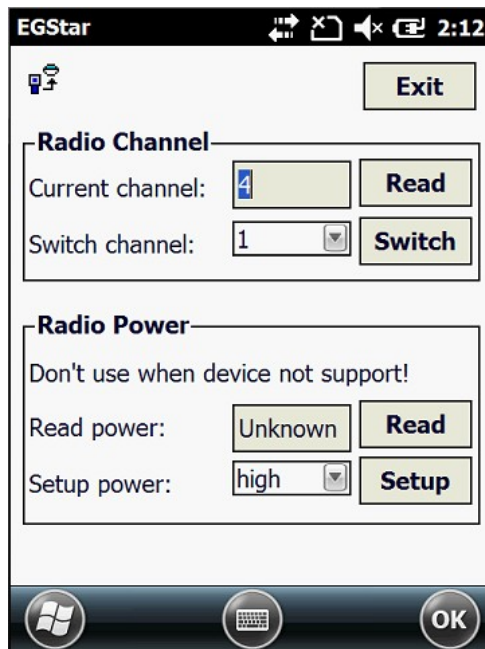 EGStar 2:12
Exit
Radio Channel
Current channel: 4 Read
Switch channel: 1 Switch
Radio Power
Don't use when device not support!
Read power: Unknown Read
Setup power: high Setup
OK